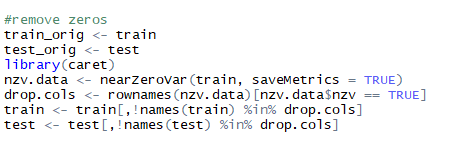 #remove zeros
train_orig <- train
test_orig <- test
library(caret)
nzv.data <- nearZeroVar(train, saveMetrics = TRUE)
drop.cols <- rownames(nzv.data)[nzv.data$nzv == TRUE]
train <- train[,!names(train) %in% drop.cols]
test <- test[,!names(test) %in% drop.cols]